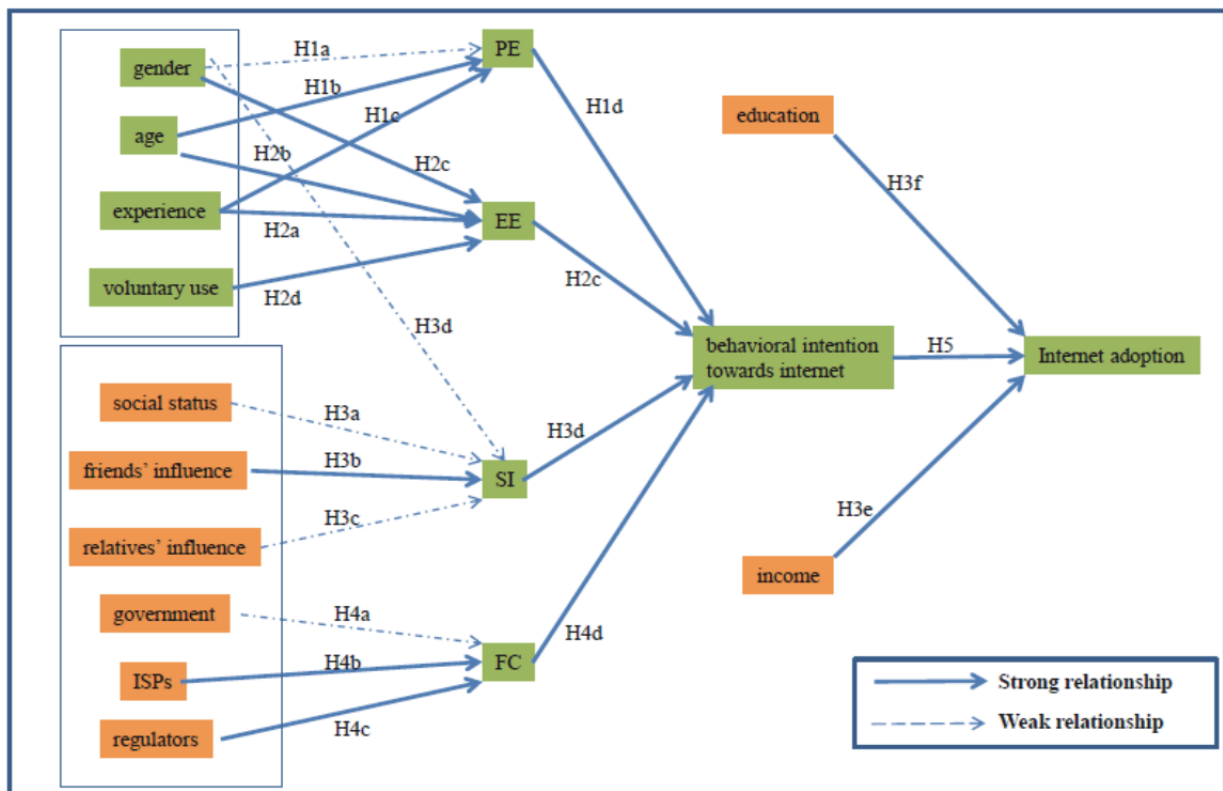 gender
age
experience
voluntary use
H1a
H1b
H1c
H2b
H2c
H2a
H2d
H3d
PE
EE
social status
friends’ influence
relatives’ influence
government
ISPs
regulators
H3a
H3b
H3c
H4a
H4b
H4c
SI
FC
H1d
H2c
H3d
H4d
behavioral intention
towards internet
education
H3f
H5
Internet adoption
H3e
income
Strong relationship
Weak relationship